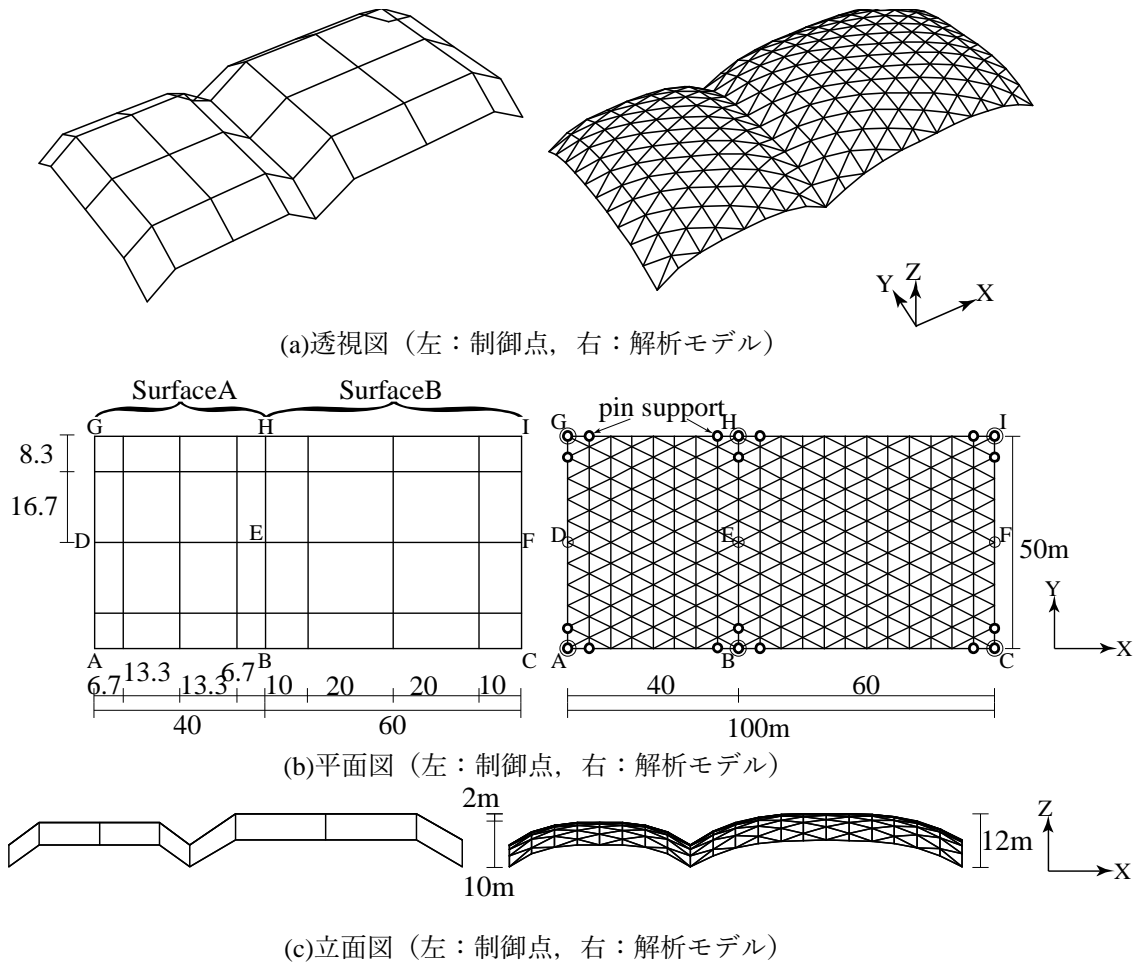 Y
Z
X
(a)透視図（左：制御点，右：解析モデル）
SurfaceA
SurfaceB
G
H
I
8.3
16.7
D
E
F
A
B
C
6.7
13.3
13.3
6.7
10
20
20
10
40
60
pin support
G
H
I
D
E
F
50m
A
B
C
40
60
100m
Y
X
(b)平面図（左：制御点，右：解析モデル）
2m
10m
12m
Z
X
(c)立面図（左：制御点，右：解析モデル）